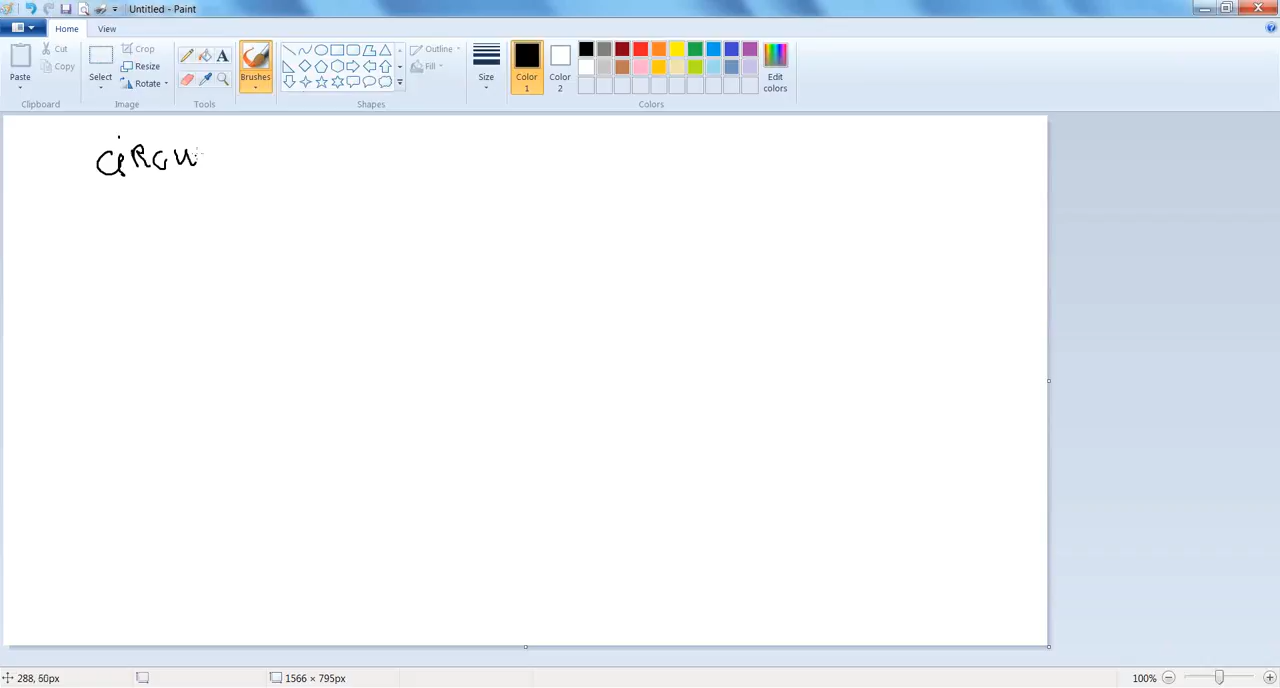 Untitled - Paint
Home
View
Paste
Cut
Copy
Clipboard
Select
Crop
Resize
Rotate
Image
Tools
Brushes
Shapes
Outline
Fill
Size
Color
1
Color
2
Edit
colors
Colors
CiRCU
288, 60px
1566 × 795px
100%